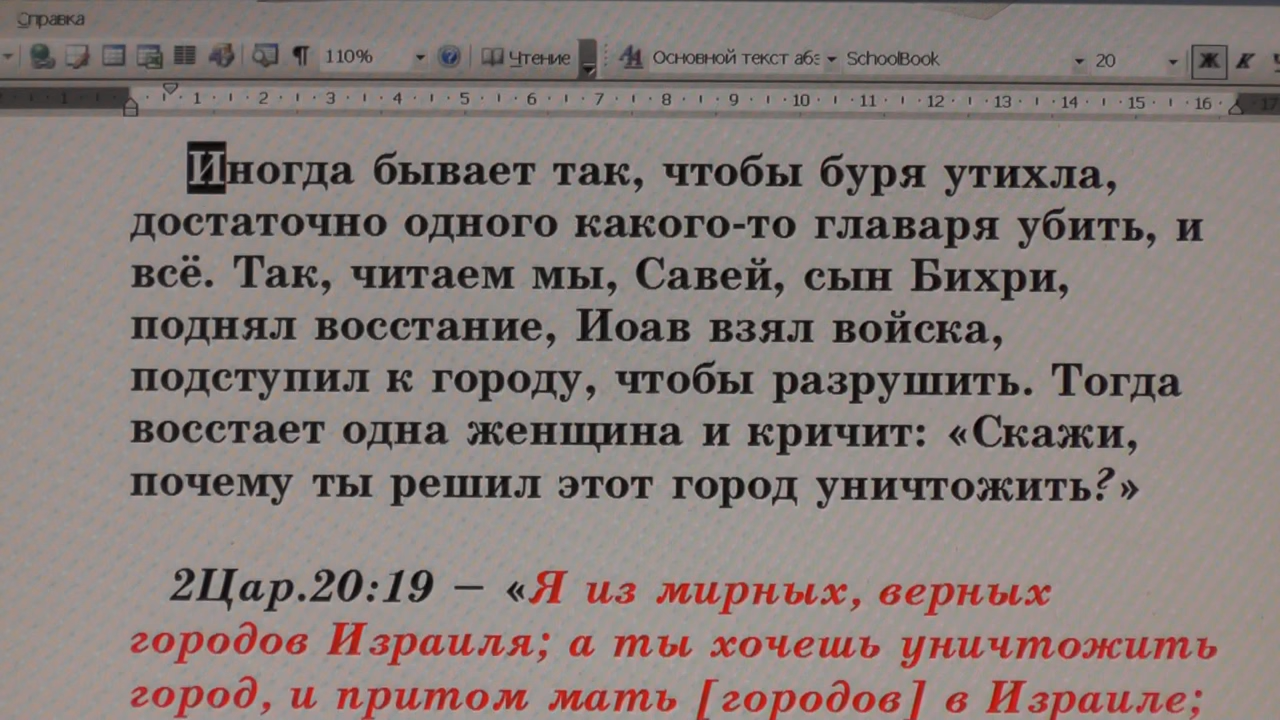 Справка
110% Чтение Основной текст абз SchoolBook 20 Ж К
1 1 2 3 4 5 6 7 8 9 10 11 12 13 14 15 16 17
Иногда бывает так, чтобы буря утихла,
достаточно одного какого-то главаря убить, и
всё. Так, читаем мы, Савей, сын Бихри,
поднял восстание, Иоав взял войска,
подступил к городу, чтобы разрушить. Тогда
восстает одна женщина и кричит: «Скажи,
почему ты решил этот город уничтожить?»
2Цар.20:19 – «Я из мирных, верных
городов Израиля; а ты хочешь уничтожить
город, и притом мать [городов] в Израиле;